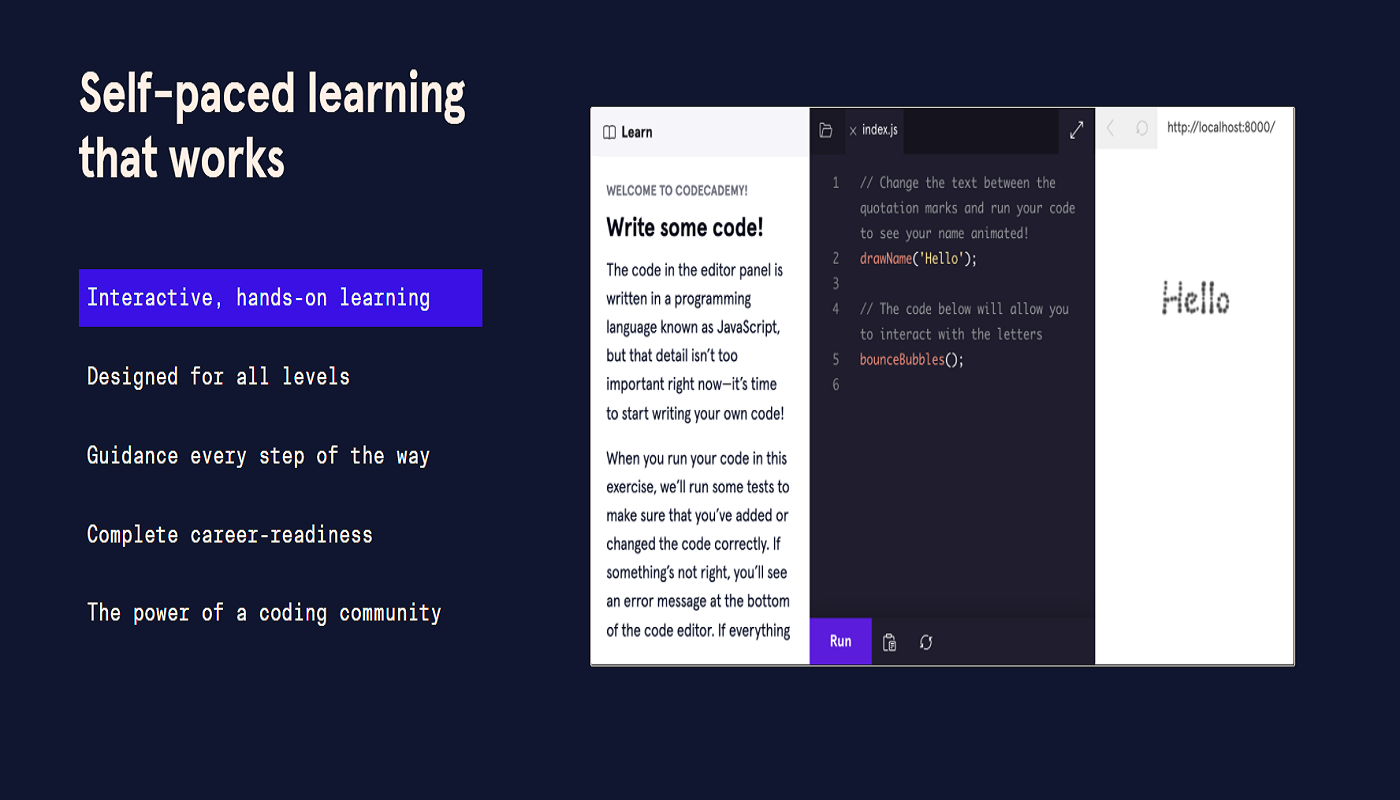 Self-paced learning
that works
Interactive, hands-on learning
Designed for all levels
Guidance every step of the way
Complete career-readiness
The power of a coding community
Learn
WELCOME TO CODECADEMY!
Write some code!
The code in the editor panel is
written in a programming
language known as JavaScript,
but that detail isn’t too
important right now—it’s time
to start writing your own code!
When you run your code in this
exercise, we’ll run some tests to
make sure that you’ve added or
changed the code correctly. If
something’s not right, you’ll see
an error message at the bottom
of the code editor. If everything
index.js
1 // Change the text between the
quotation marks and run your code
to see your name animated!
2 drawName('Hello');
3
4 // The code below will allow you
to interact with the letters
5 bounceBubbles();
6
Run
http://localhost:8000/
Hello